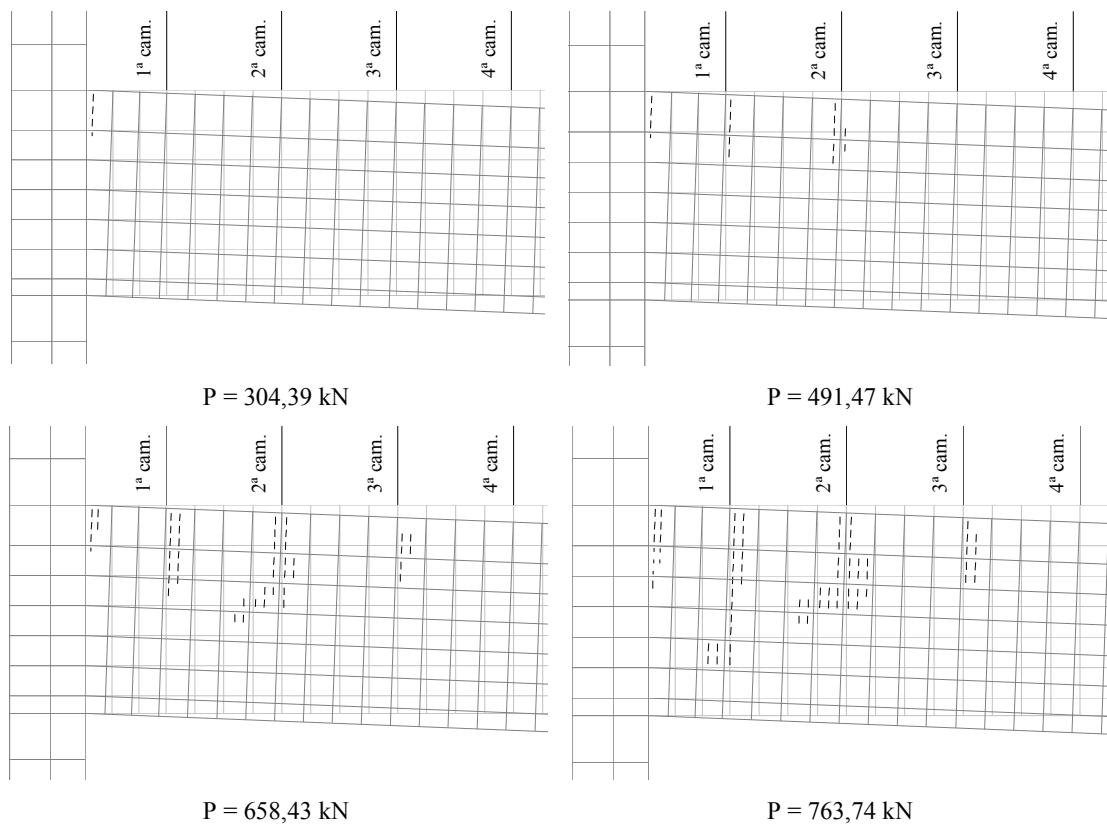 1ª cam.
2ª cam.
3ª cam.
4ª cam.
1ª cam.
2ª cam.
3ª cam.
4ª cam.
P = 304,39 kN
P = 491,47 kN
1ª cam.
2ª cam.
3ª cam.
4ª cam.
1ª cam.
2ª cam.
3ª cam.
4ª cam.
P = 658,43 kN
P = 763,74 kN